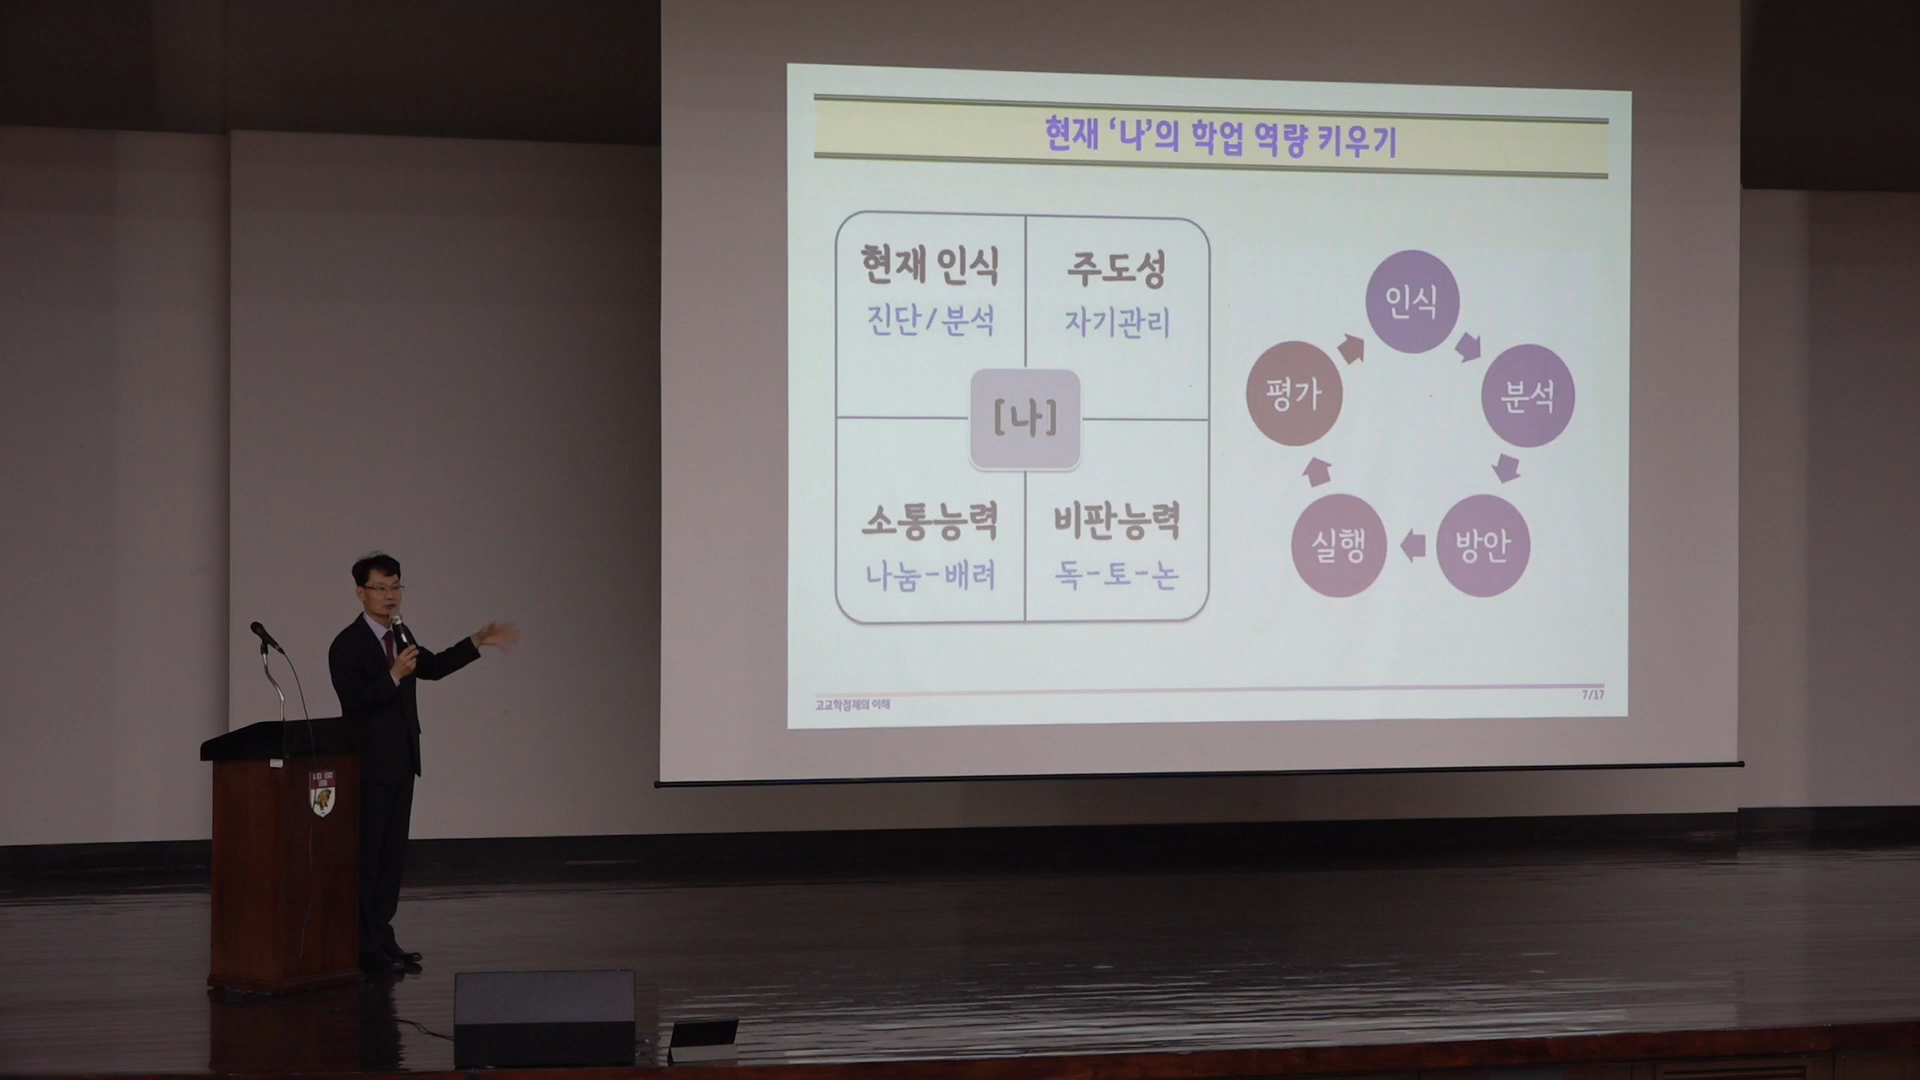 현재 ‘나’의 학업 역량 키우기
현재 인식
진단/분석
주도성
자기관리
[나]
소통능력
나눔-배려
비판능력
독-토-논
인식
분석
방안
실행
평가
고교학점제의 이해
7/17